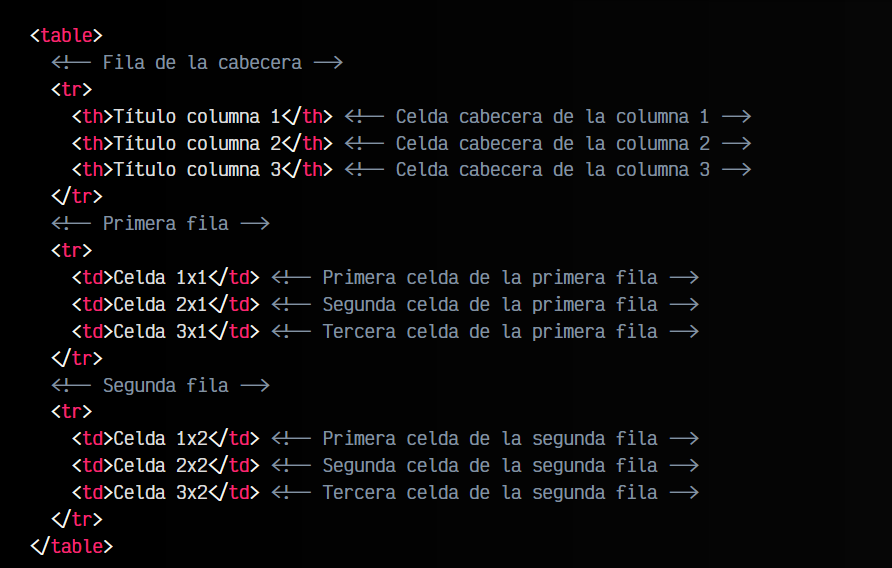 <table>
<!-- Fila de la cabecera -->
<tr>
<th>Título columna 1</th> <!-- Celda cabecera de la columna 1 -->
<th>Título columna 2</th> <!-- Celda cabecera de la columna 2 -->
<th>Título columna 3</th> <!-- Celda cabecera de la columna 3 -->
</tr>
<!-- Primera fila -->
<tr>
<td>Celda 1x1</td> <!-- Primera celda de la primera fila -->
<td>Celda 2x1</td> <!-- Segunda celda de la primera fila -->
<td>Celda 3x1</td> <!-- Tercera celda de la primera fila -->
</tr>
<!-- Segunda fila -->
<tr>
<td>Celda 1x2</td> <!-- Primera celda de la segunda fila -->
<td>Celda 2x2</td> <!-- Segunda celda de la segunda fila -->
<td>Celda 3x2</td> <!-- Tercera celda de la segunda fila -->
</tr>
</table>